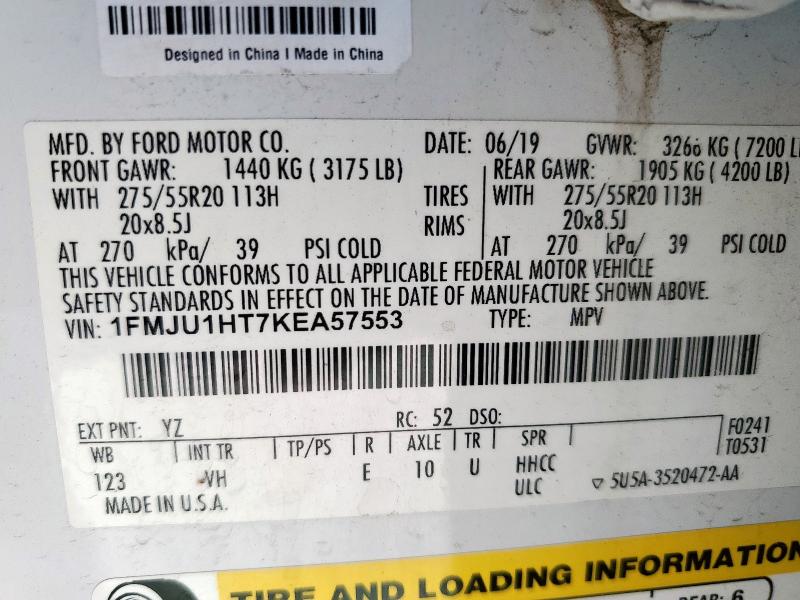 Designed in China I Made in China
MFD. BY FORD MOTOR CO. DATE: 06/19 GVWR: 3266 KG ( 7200 L
FRONT GAWR: 1440 KG ( 3175 LB) REAR GAWR: 1905 KG ( 4200 LB)
WITH 275/55R20 113H TIRES WITH 275/55R20 113H
20x8.5J RIMS 20x8.5J
AT 270 kPa/ 39 PSI COLD AT 270 kPa/ 39 PSI COLD
THIS VEHICLE CONFORMS TO ALL APPLICABLE FEDERAL MOTOR VEHICLE
SAFETY STANDARDS IN EFFECT ON THE DATE OF MANUFACTURE SHOWN ABOVE.
VIN: 1FMJU1HT7KEA57553 TYPE: MPV
EXT PNT: YZ RC: 52 DSO: F0241
WB INT TR TP/PS R AXLE TR SPR T0531
123 VH E 10 U HHCC
ULC ▽ 5U5A-3520472-AA
MADE IN U.S.A.
TIRE AND LOADING INFORMATION
REAR: 6